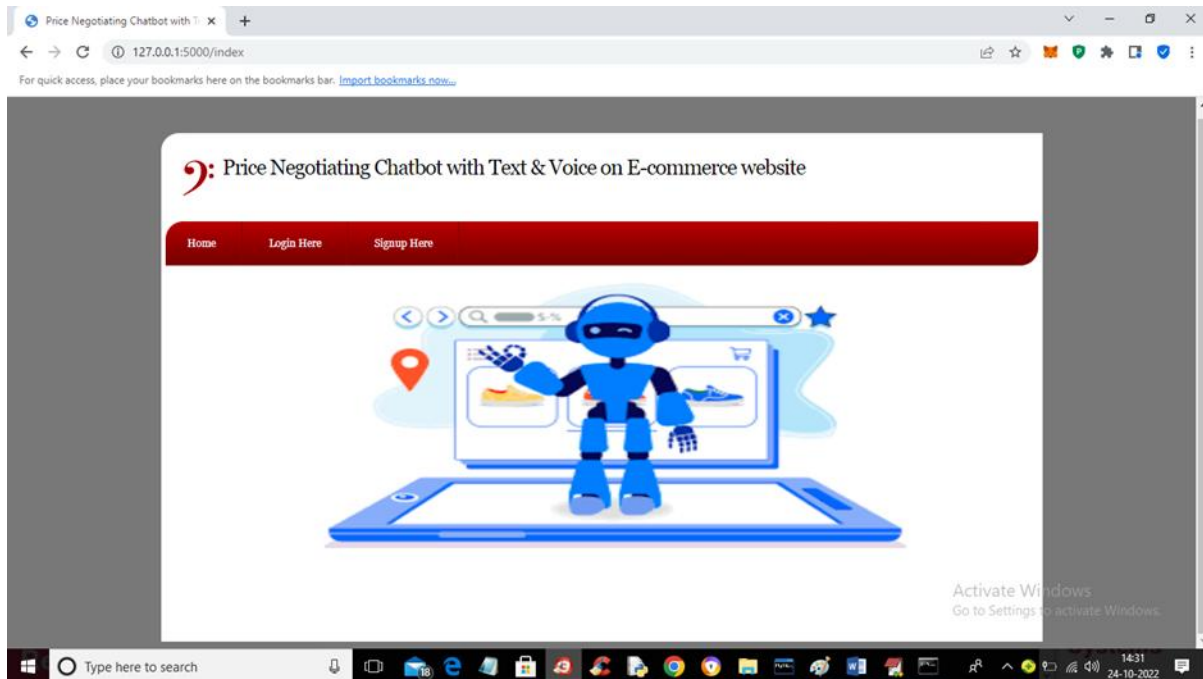 Price Negotiating Chatbot with T
127.0.0.1:5000/index
For quick access, place your bookmarks here on the bookmarks bar. Import bookmarks now...
Price Negotiating Chatbot with Text & Voice on E-commerce website
Home Login Here Signup Here
$-%
Activate Windows
Go to Settings to activate Windows.
Type here to search
18
14:31
24-10-2022